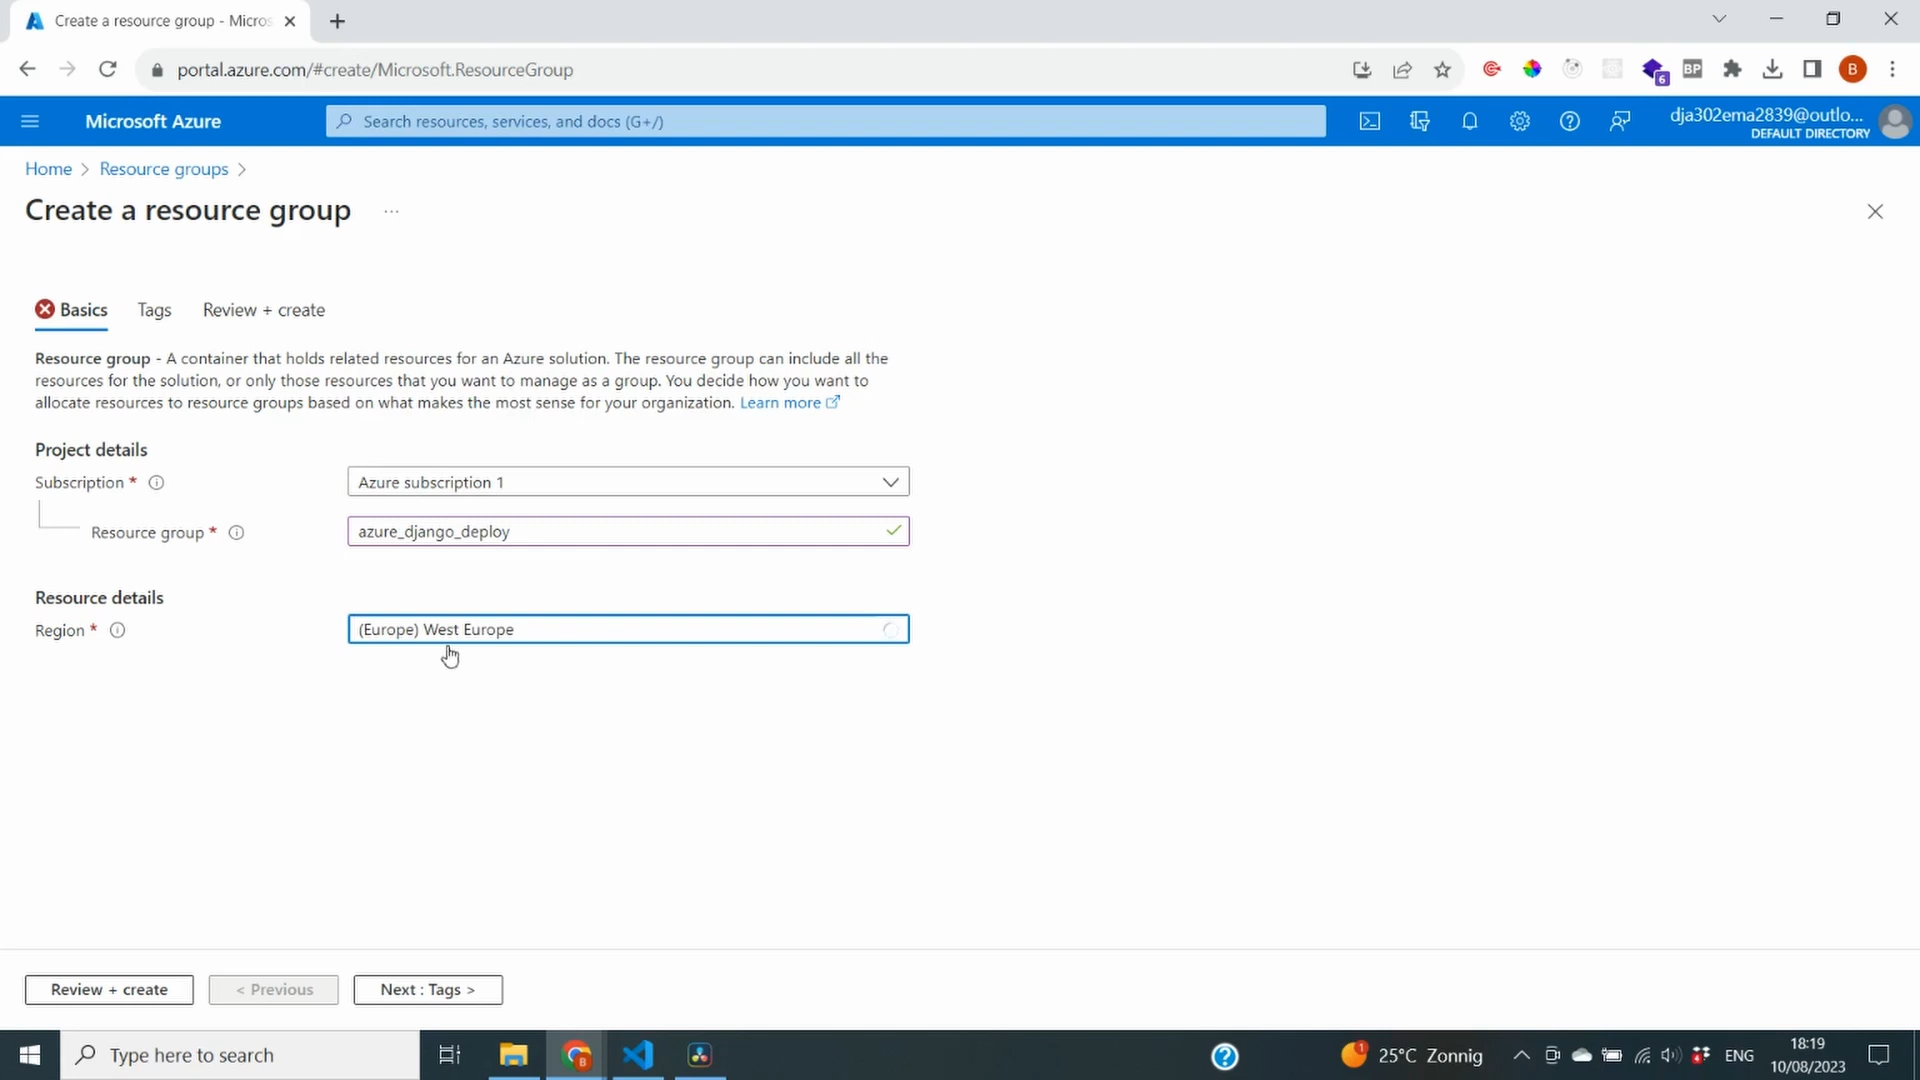 Create a resource group - Micros
portal.azure.com/#create/Microsoft.ResourceGroup
6
BP
B
Microsoft Azure
Search resources, services, and docs (G+/)
dja302ema2839@outlo...
DEFAULT DIRECTORY
Home > Resource groups >
Create a resource group ...
Basics Tags Review + create
Resource group - A container that holds related resources for an Azure solution. The resource group can include all the
resources for the solution, or only those resources that you want to manage as a group. You decide how you want to
allocate resources to resource groups based on what makes the most sense for your organization. Learn more
Project details
Subscription *
Azure subscription 1
Resource group *
azure_django_deploy
Resource details
Region *
(Europe) West Europe
Review + create
< Previous
Next : Tags >
Type here to search
B
1
25°C Zonnig
ENG
18:19
10/08/2023